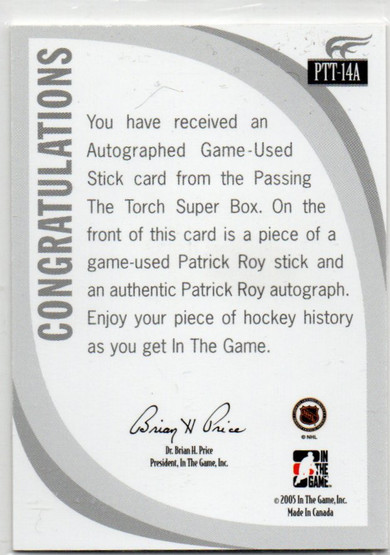 PTT-14A
CONGRATULATIONS
You have received an
Autographed Game-Used
Stick card from the Passing
The Torch Super Box. On the
front of this card is a piece of a
game-used Patrick Roy stick and
an authentic Patrick Roy autograph.
Enjoy your piece of hockey history
as you get In The Game.
Brian H Price
Dr. Brian H. Price
President, In The Game, Inc.
© NHL
IN
THE
GAME
© 2005 In The Game, Inc.
Made In Canada